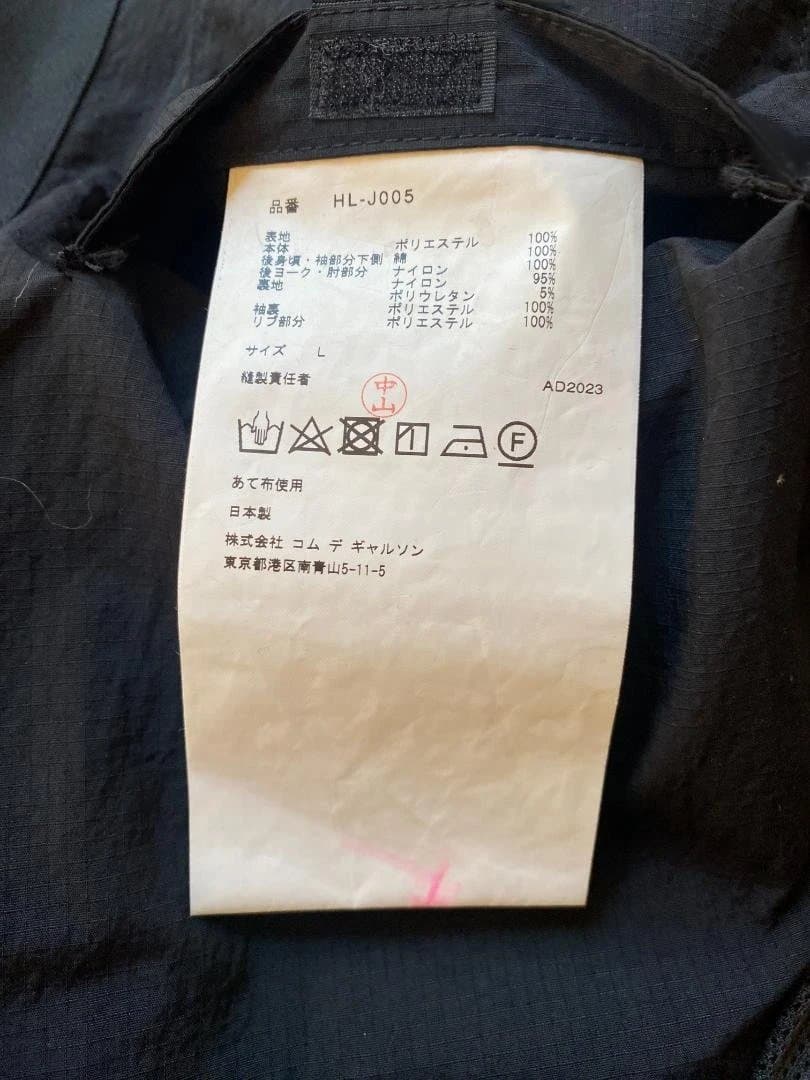 品番 HL-J005
表地
本体 ポリエステル 100%
後身頃・袖部分下側 綿 100%
後ヨーク・肘部分 ナイロン 100%
裏地 ナイロン 95%
ポリウレタン 5%
袖裏 ポリエステル 100%
リブ部分 ポリエステル 100%
サイズ L
縫製責任者 中山 AD2023
F
あて布使用
日本製
株式会社 コム デ ギャルソン
東京都港区南青山5-11-5